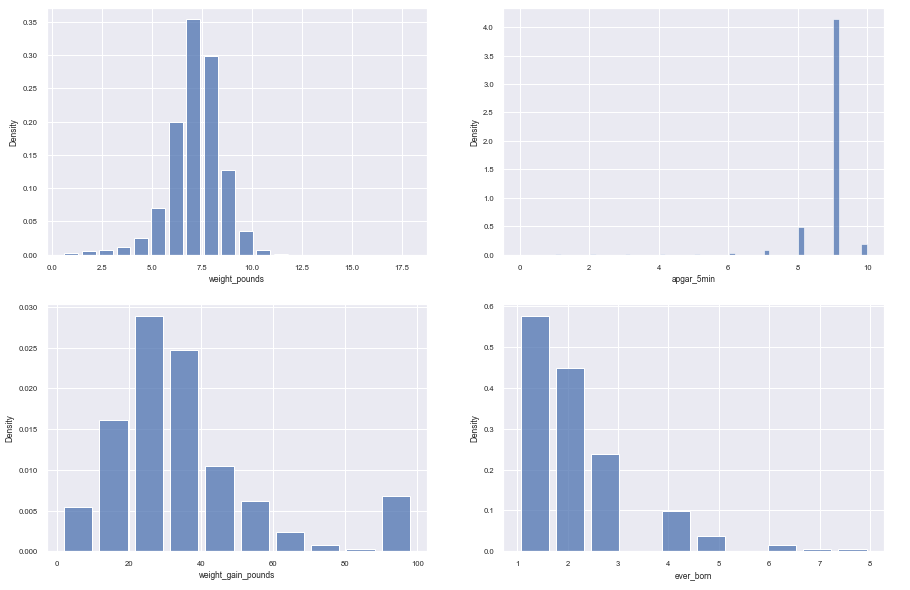 0.35
0.30
0.25
0.20
0.15
0.10
0.05
0.00
Density
0.0 2.5 5.0 7.5 10.0 12.5 15.0 17.5
weight_pounds
4.0
3.5
3.0
2.5
2.0
1.5
1.0
0.5
0.0
Density
0 2 4 6 8 10
apgar_5min
0.030
0.025
0.020
0.015
0.010
0.005
0.000
Density
0 20 40 60 80 100
weight_gain_pounds
0.6
0.5
0.4
0.3
0.2
0.1
0.0
Density
1 2 3 4 5 6 7 8
ever_born